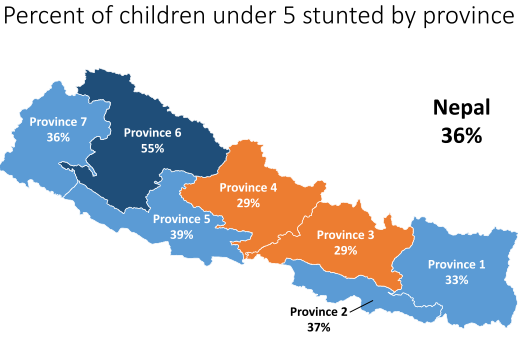 Percent of children under 5 stunted by province
Nepal
36%
Province 7
36%
Province 6
55%
Province 4
29%
Province 5
39%
Province 3
29%
Province 1
33%
Province 2
37%